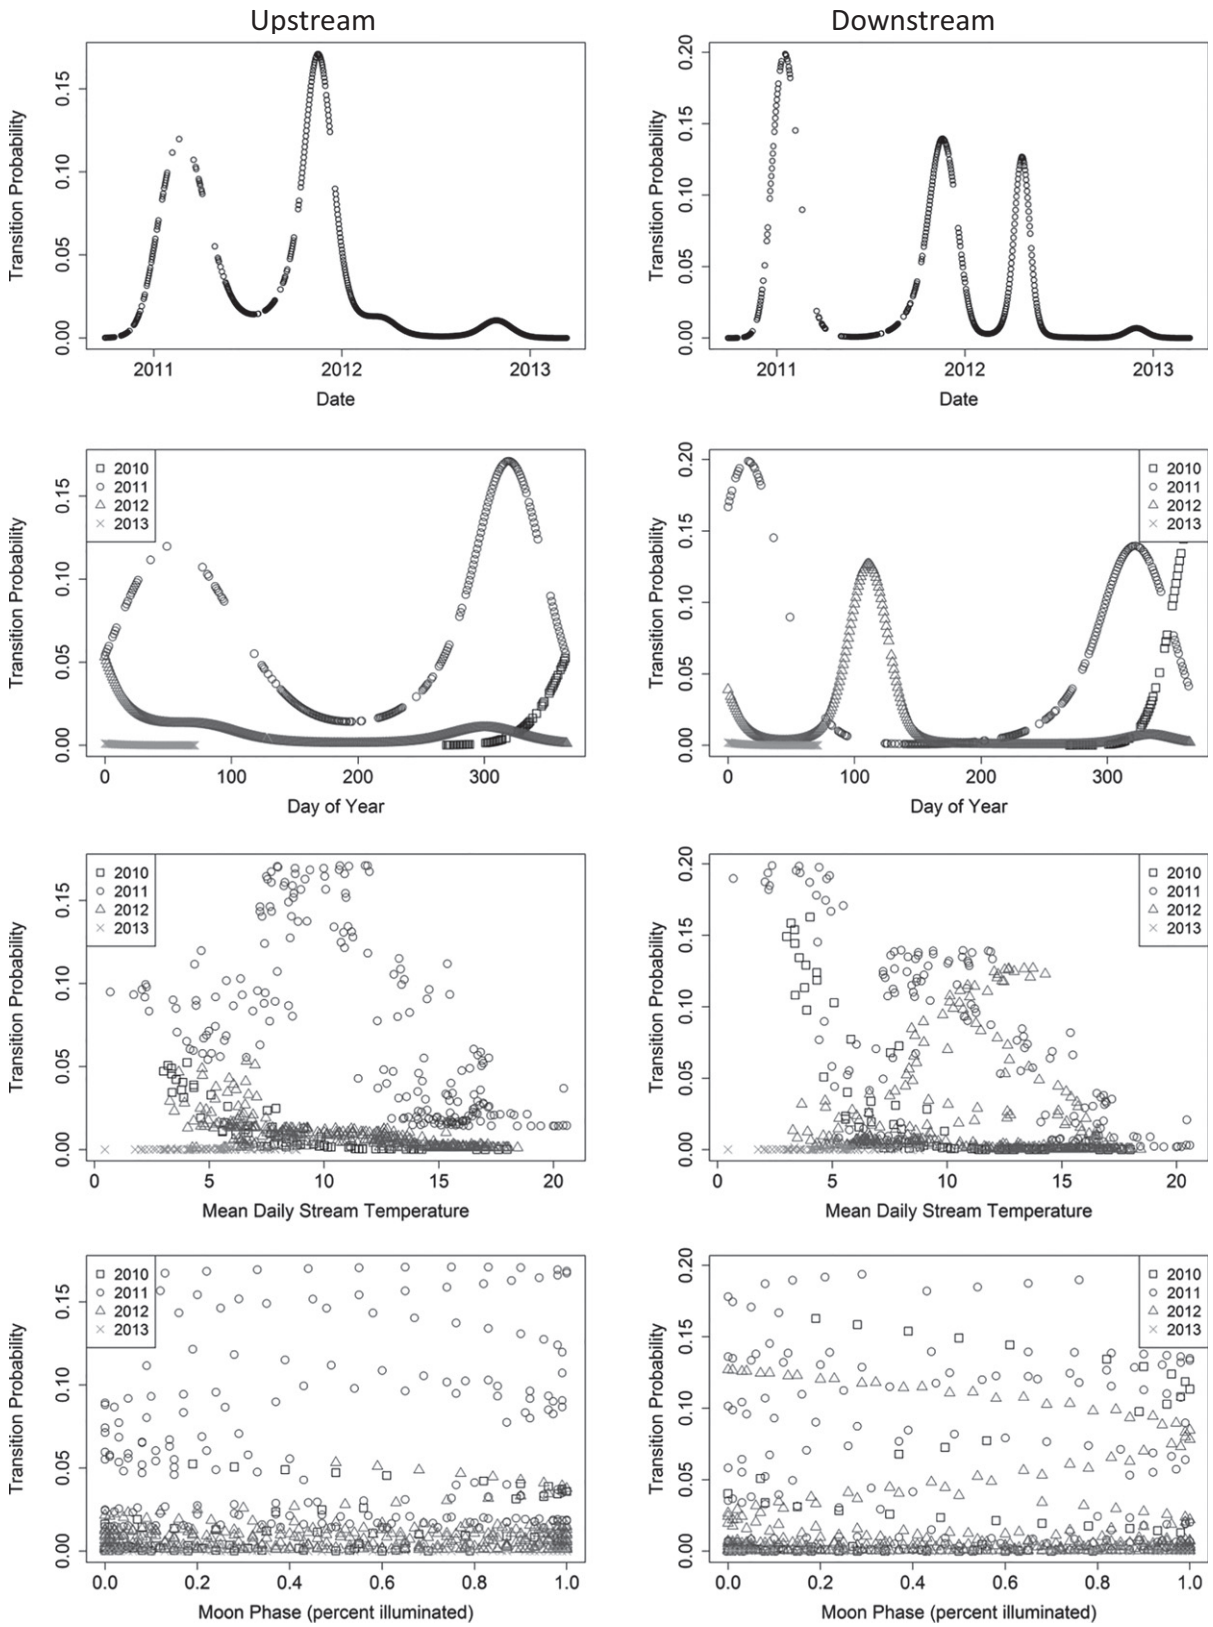 Upstream
Downstream
Transition Probability
0.00 0.05 0.10 0.15
2011 2012 2013
Date
Transition Probability
0.00 0.05 0.10 0.15 0.20
2011 2012 2013
Date
Transition Probability
0.00 0.05 0.10 0.15
2010
2011
2012
2013
0 100 200 300
Day of Year
Transition Probability
0.00 0.05 0.10 0.15 0.20
2010
2011
2012
2013
0 100 200 300
Day of Year
Transition Probability
0.00 0.05 0.10 0.15
2010
2011
2012
2013
0 5 10 15 20
Mean Daily Stream Temperature
Transition Probability
0.00 0.05 0.10 0.15 0.20
2010
2011
2012
2013
0 5 10 15 20
Mean Daily Stream Temperature
Transition Probability
0.00 0.05 0.10 0.15
2010
2011
2012
2013
0.0 0.2 0.4 0.6 0.8 1.0
Moon Phase (percent illuminated)
Transition Probability
0.00 0.05 0.10 0.15 0.20
2010
2011
2012
2013
0.0 0.2 0.4 0.6 0.8 1.0
Moon Phase (percent illuminated)